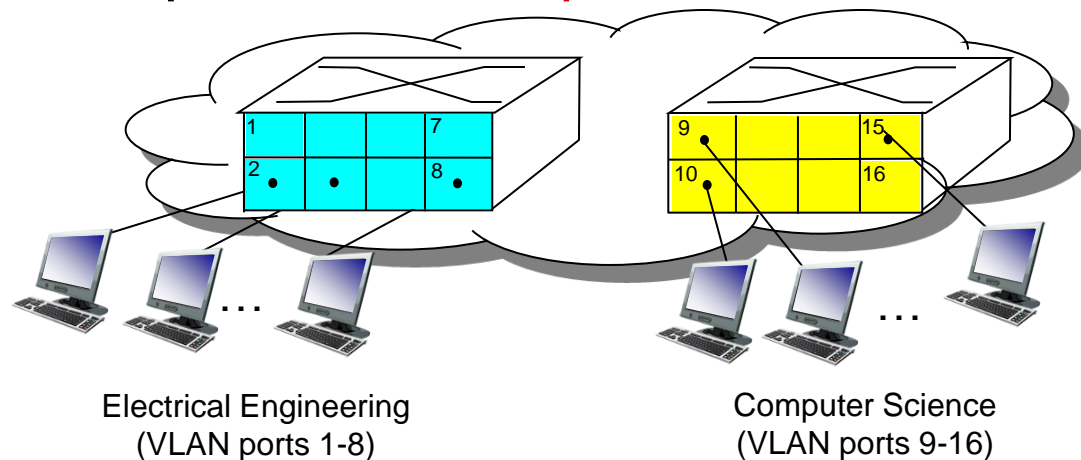 1 7
2 8
9 15
10 16
...
...
Electrical Engineering
(VLAN ports 1-8)
Computer Science
(VLAN ports 9-16)